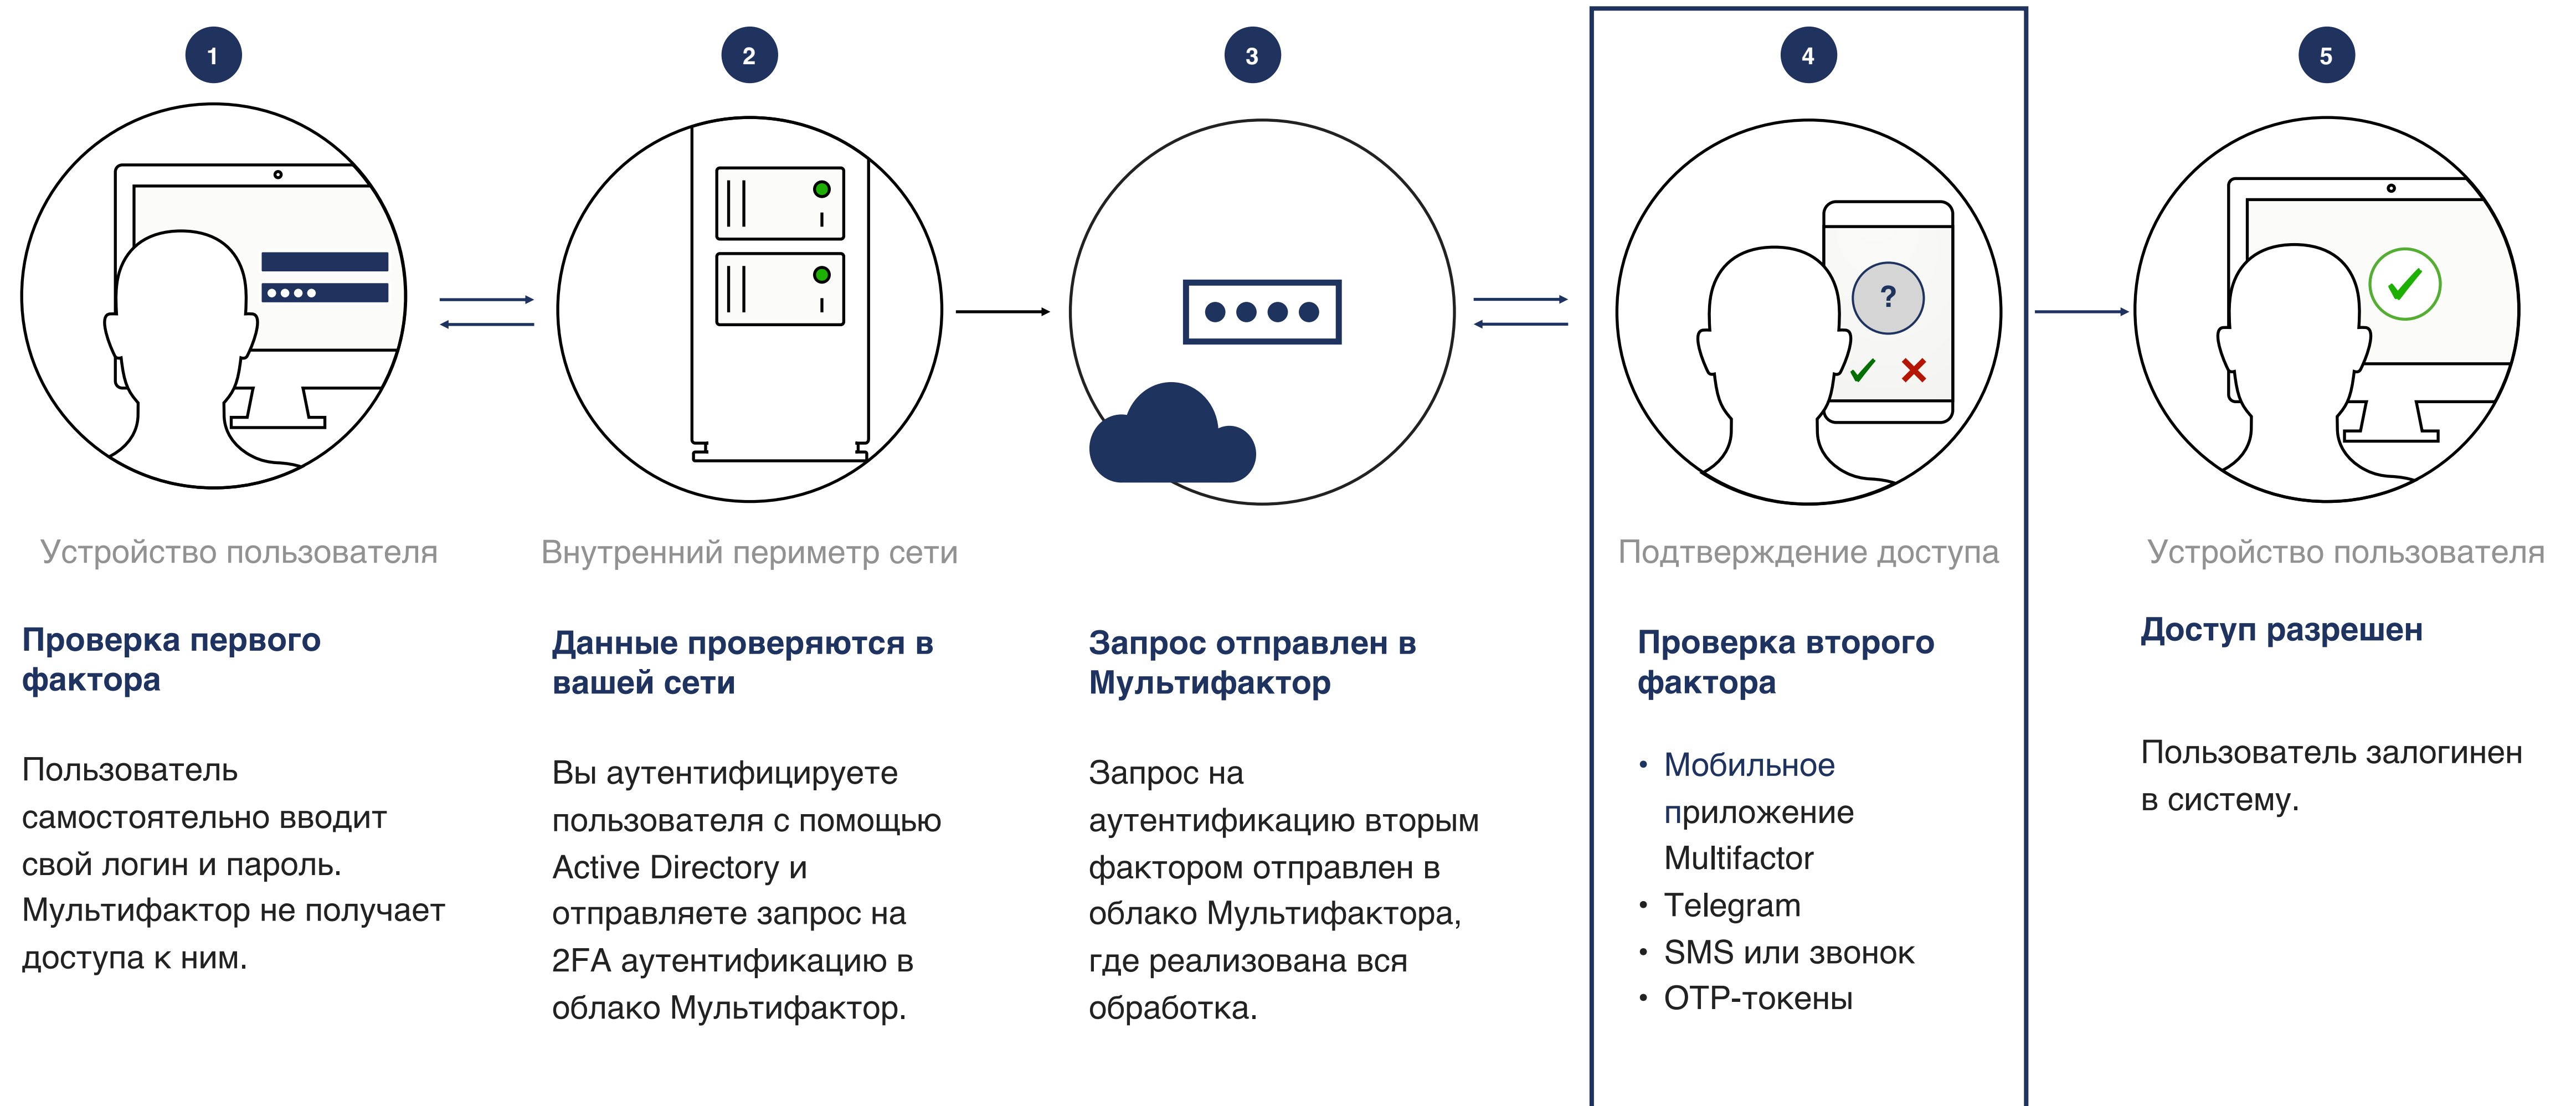 1
2
3
4
5
?
Устройство пользователя
Внутренний периметр сети
Подтверждение доступа
Устройство пользователя
Проверка первого
фактора
Пользователь
самостоятельно вводит
свой логин и пароль.
Мультифактор не получает
доступа к ним.
Данные проверяются в
вашей сети
Вы аутентифицируете
пользователя с помощью
Active Directory и
отправляете запрос на
2FA аутентификацию в
облако Мультифактор.
Запрос отправлен в
Мультифактор
Запрос на
аутентификацию вторым
фактором отправлен в
облако Мультифактора,
где реализована вся
обработка.
Проверка второго
фактора
• Мобильное
приложение
Multifactor
• Telegram
• SMS или звонок
• OTP-токены
Доступ разрешен
Пользователь залогинен
в систему.